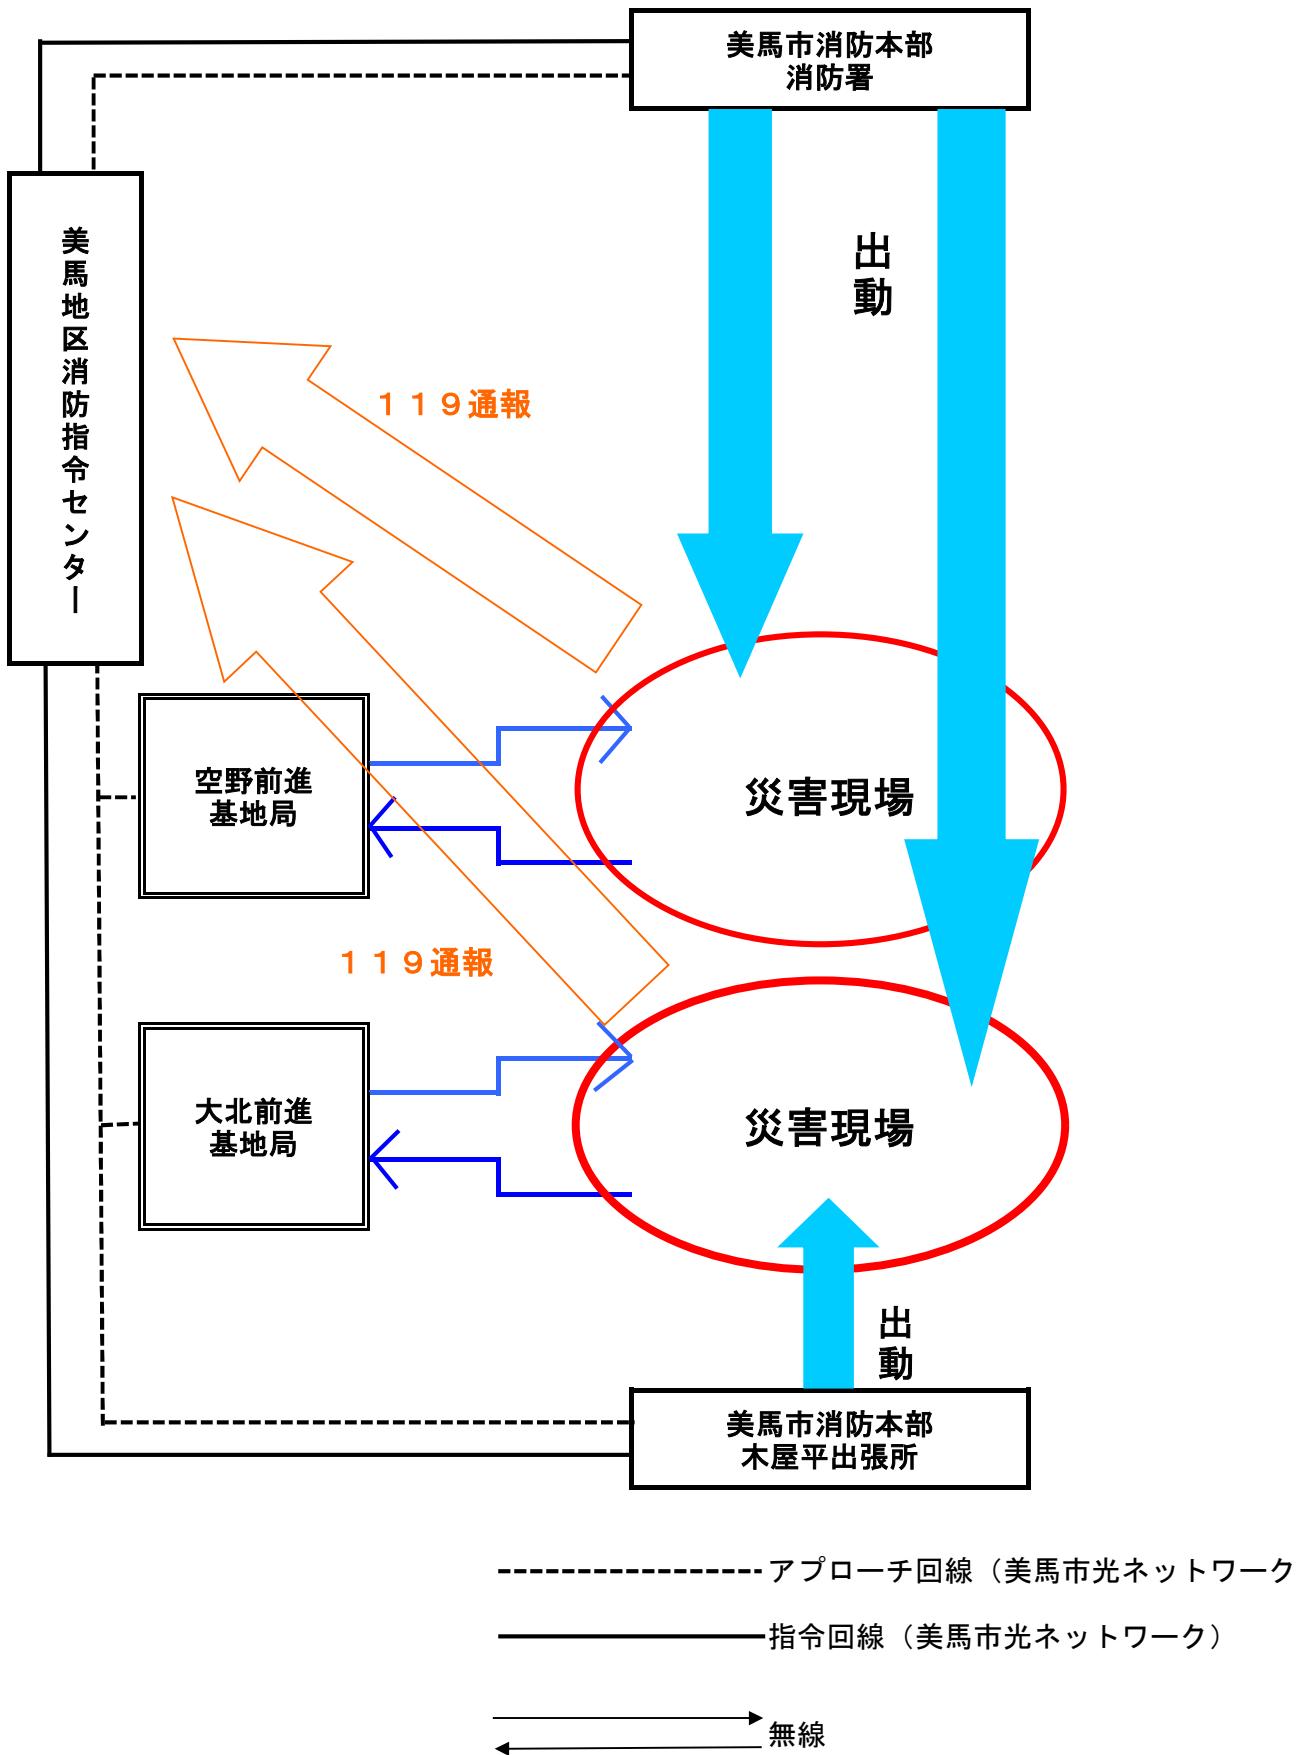 美馬市消防本部
消防署
出動
美馬地区消防指令センター
１１９通報
空野前進
基地局
災害現場
１１９通報
大北前進
基地局
災害現場
出動
美馬市消防本部
木屋平出張所
アプローチ回線（美馬市光ネットワーク
指令回線（美馬市光ネットワーク）
無線